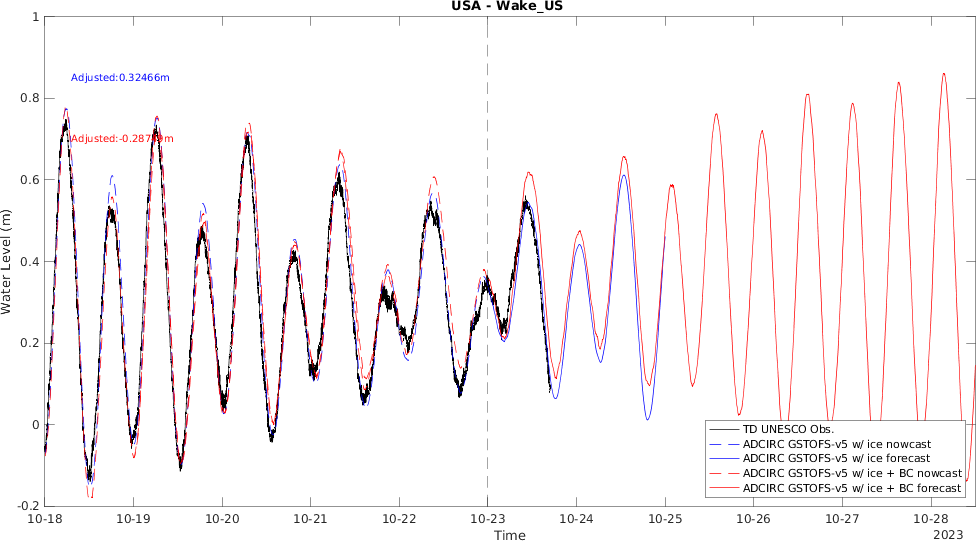 USA - Wake_US
Water Level (m)
1
0.8
0.6
0.4
0.2
0
-0.2
Adjusted:0.32466m
10-18
10-19
10-20
10-21
10-22
10-23
10-24
10-25
10-26
10-27
10-28
2023
Time
TD UNESCO Obs.
ADCIRC GSTOFS-v5 w/ ice nowcast
ADCIRC GSTOFS-v5 w/ ice forecast
ADCIRC GSTOFS-v5 w/ ice + BC nowcast
ADCIRC GSTOFS-v5 w/ ice + BC forecast